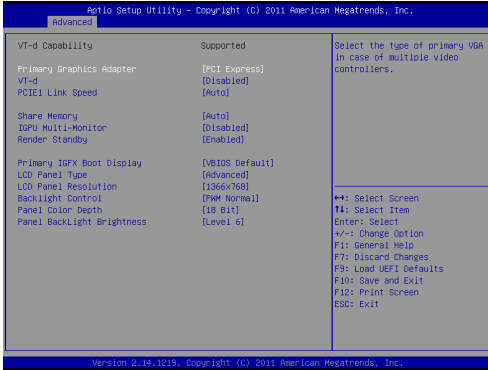 Aptio Setup Utility - Copyright (C) 2011 American Megatrends, Inc.
Advanced
VT-d Capability Supported
Primary Graphics Adapter [PCI Express]
VT-d [Disabled]
PCIE1 Link Speed [Auto]
Share Memory [Auto]
IGPU Multi-Monitor [Disabled]
Render Standby [Enabled]
Primary IGFX Boot Display [VBIOS Default]
LCD Panel Type [Advanced]
LCD Panel Resolution [1366x768]
Backlight Control [PWM Normal]
Panel Color Depth [18 Bit]
Panel BackLight Brightness [Level 6]
Select the type of primary VGA
in case of multiple video
controllers.
↔: Select Screen
↑↓: Select Item
Enter: Select
+/-: Change Option
F1: General Help
F7: Discard Changes
F9: Load UEFI Defaults
F10: Save and Exit
F12: Print Screen
ESC: Exit
Version 2.14.1219. Copyright (C) 2011 American Megatrends, Inc.